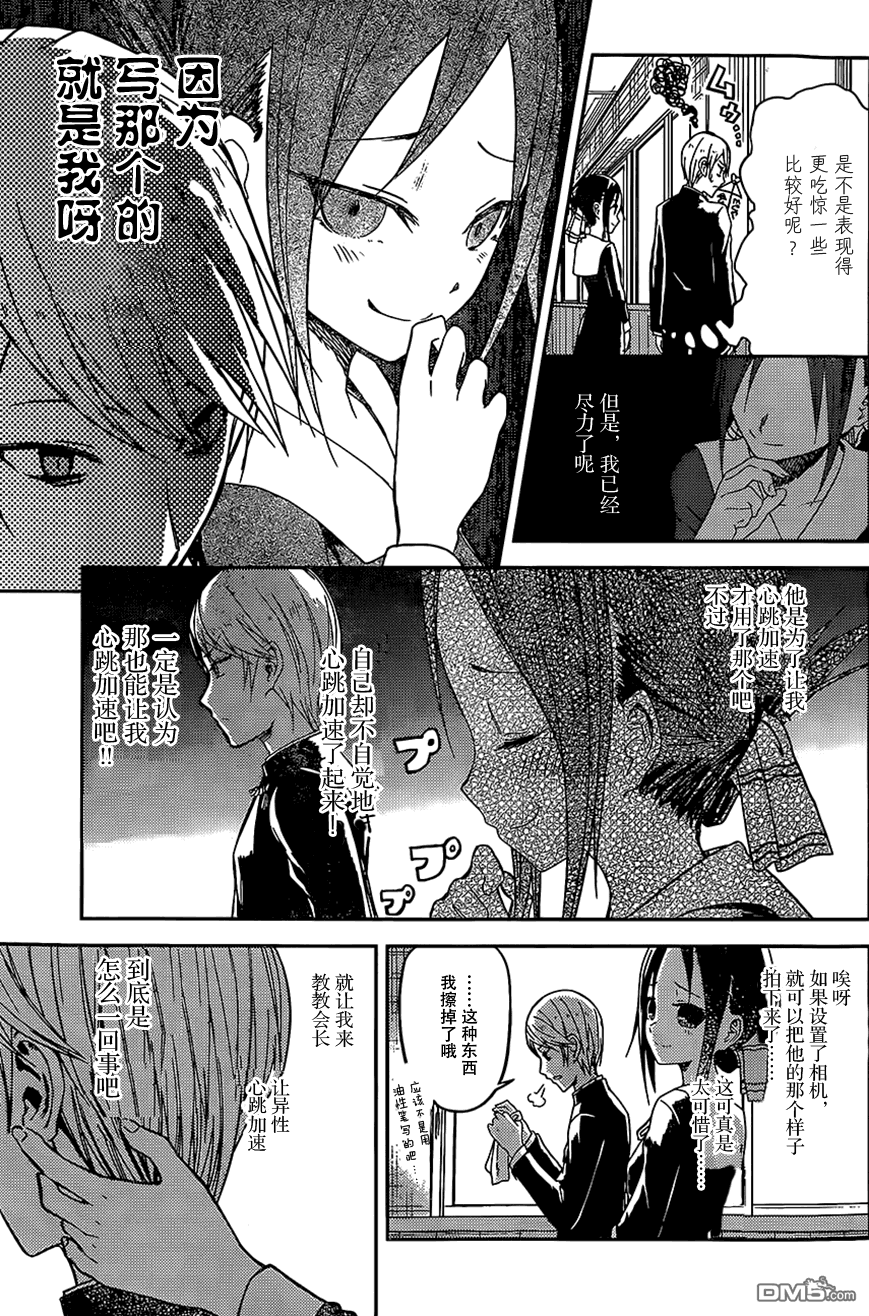 是不是表现得
更吃惊一些
比较好呢？
ムゥ…
但是，我已经
尽力了呢
因为
写那个的
就是我呀
他是为了让我
心跳加速
才用了那个吧
不过
自己却不自觉地
心跳加速了起来！
一定是认为
那也能让我
心跳加速吧!!
プ
プ
プ
プ
唉呀
如果设置了相机，
就可以把他的那个样子
拍下来了……
这可真是
太可惜了……
……这种东西
我擦掉了哦
应该不是用
油性笔写的吧…
就让我来
教教会长
让异性
心跳加速
到底是
怎么一回事吧
DM5.com